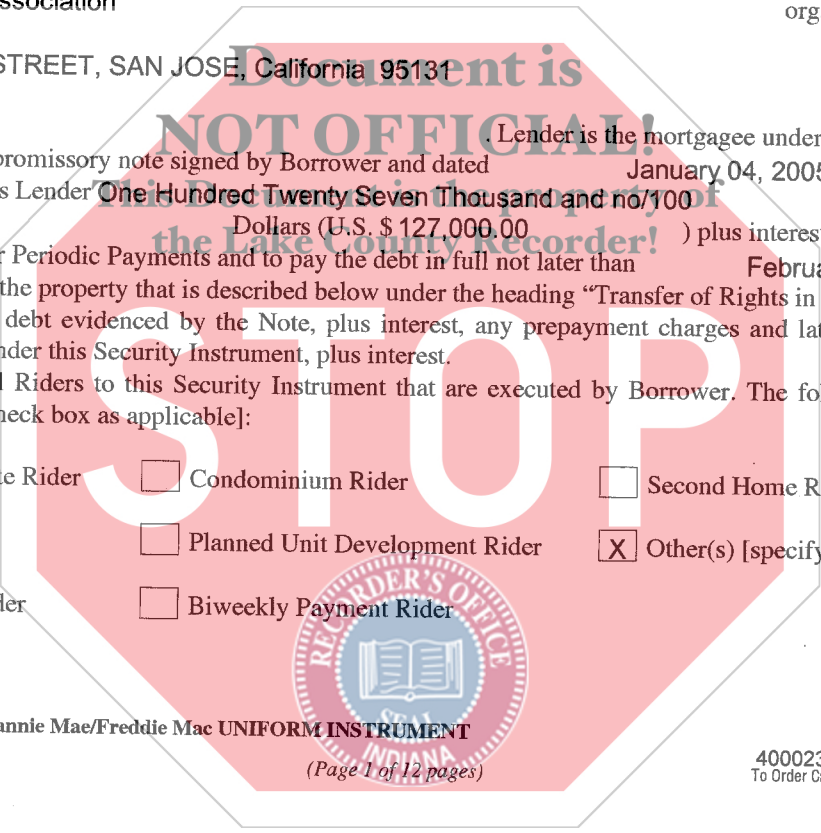 ssociation
org
STREET, SAN JOSE, California 95131
Document is
NOT OFFICIAL!
. Lender is the mortgagee under
promissory note signed by Borrower and dated January 04, 2005
s Lender One Hundred Twenty Seven Thousand and no/100
This Document is the property of
Dollars (U.S. $ 127,000.00 ) plus interes
the Lake County Recorder!
r Periodic Payments and to pay the debt in full not later than Februa
the property that is described below under the heading “Transfer of Rights in
debt evidenced by the Note, plus interest, any prepayment charges and lat
nder this Security Instrument, plus interest.
l Riders to this Security Instrument that are executed by Borrower. The fo
heck box as applicable]:
STOP
te Rider Condominium Rider Second Home R
Planned Unit Development Rider X Other(s) [specify
der Biweekly Payment Rider
RECORDER'S OFFICE
SEAL
INDIANA
annie Mae/Freddie Mac UNIFORM INSTRUMENT
(Page 1 of 12 pages)
400023
To Order Ca